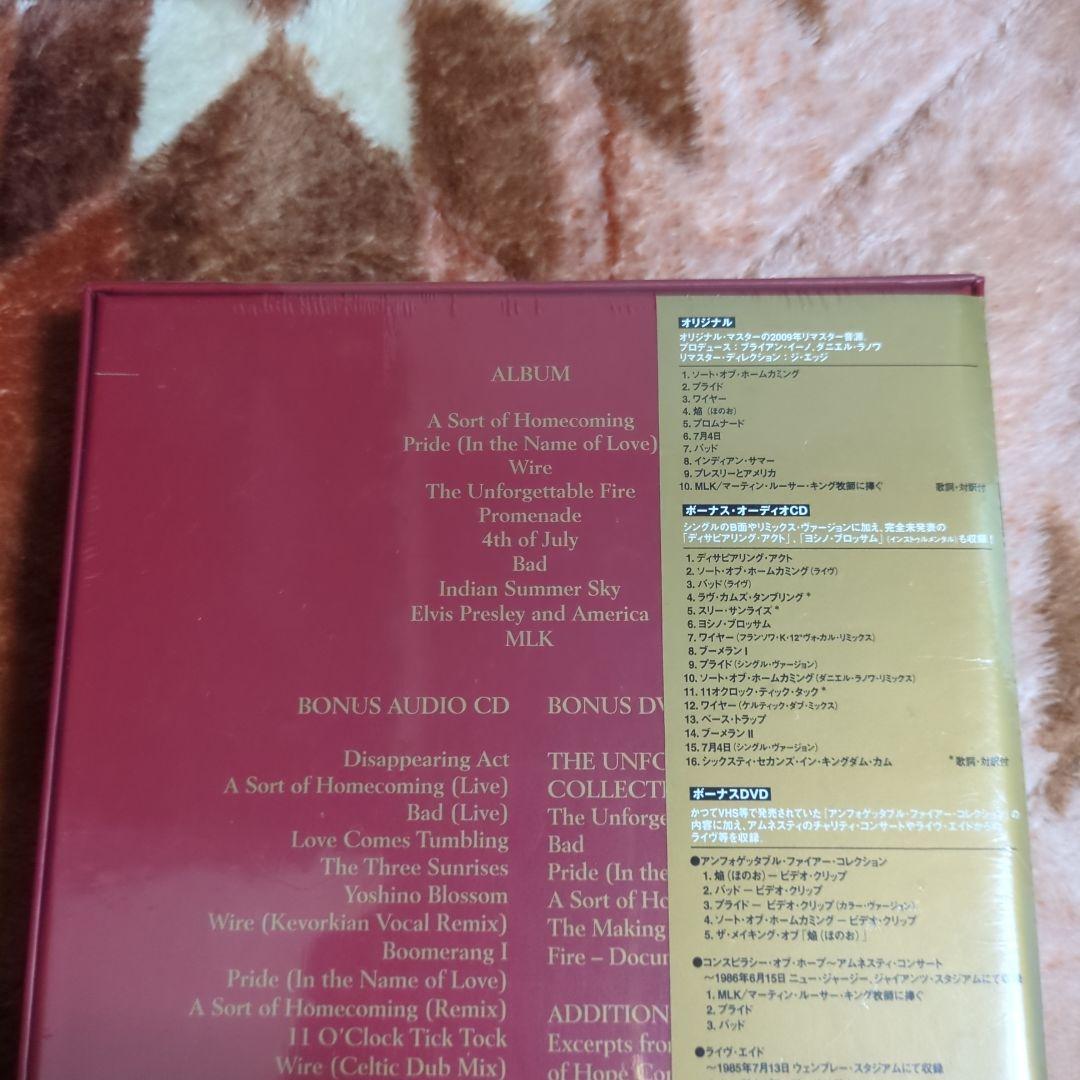 ALBUM
A Sort of Homecoming
Pride (In the Name of Love)
Wire
The Unforgettable Fire
Promenade
4th of July
Bad
Indian Summer Sky
Elvis Presley and America
MLK
BONUS AUDIO CD
Disappearing Act
A Sort of Homecoming (Live)
Bad (Live)
Love Comes Tumbling
The Three Sunrises
Yoshino Blossom
Wire (Kevorkian Vocal Remix)
Boomerang I
Pride (In the Name of Love)
A Sort of Homecoming (Remix)
11 O'Clock Tick Tock
Wire (Celtic Dub Mix)
BONUS DV
THE UNFO
COLLECTI
The Unforge
Bad
Pride (In the
A Sort of Ho
The Making
Fire – Docum
ADDITION
Excerpts from
of Hope Con
オリジナル
オリジナル・マスターの2009年リマスター音源。
プロデュース：ブライアン・イーノ、ダニエル・ラノワ
リマスター・ディレクション：ジ・エッジ
1. ソート・オブ・ホームカミング
2. プライド
3. ワイヤー
4. 焔（ほのお）
5. プロムナード
6. 7月4日
7. バッド
8. インディアン・サマー
9. プレスリーとアメリカ
10. MLK/マーティン・ルーサー・キング牧師に捧ぐ 歌詞・対訳付
ボーナス・オーディオCD
シングルのB面やリミックス・ヴァージョンに加え、完全未発表の
「ディサピアリング・アクト」、「ヨシノ・ブロッサム」（インストゥルメンタル）も収録！
1. ディサピアリング・アクト
2. ソート・オブ・ホームカミング（ライヴ）
3. バッド（ライヴ）
4. ラヴ・カムズ・タンブリング*
5. スリー・サンライズ*
6. ヨシノ・ブロッサム
7. ワイヤー（フランソワ・K・12"ヴォーカル・リミックス）
8. ブーメラン I
9. プライド（シングル・ヴァージョン）
10. ソート・オブ・ホームカミング（ダニエル・ラノワ・リミックス）
11. 11オクロック・ティック・タック*
12. ワイヤー（ケルティック・ダブ・ミックス）
13. ベース・トラップ
14. ブーメラン II
15. 7月4日（シングル・ヴァージョン）
16. シックスティ・セカンズ・イン・キングダム・カム *歌詞・対訳付
ボーナスDVD
かつてVHS等で発売されていた「アンフォゲッタブル・ファイアー・コレクション」の
内容に加え、アムネスティのチャリティ・コンサートやライヴ・エイドからの
ライヴ等を収録。
●アンフォゲッタブル・ファイアー・コレクション
1. 焔（ほのお）— ビデオ・クリップ
2. バッド — ビデオ・クリップ
3. プライド — ビデオ・クリップ（カラー・ヴァージョン）
4. ソート・オブ・ホームカミング — ビデオ・クリップ
5. ザ・メイキング・オブ「焔（ほのお）」
●コンスピラシー・オブ・ホープ〜アムネスティ・コンサート
〜1986年6月15日 ニュー・ジャージー、ジャイアンツ・スタジアムにて収録
1. MLK/マーティン・ルーサー・キング牧師に捧ぐ
2. プライド
3. バッド
●ライヴ・エイド
〜1985年7月13日 ウェンブレー・スタジアムにて収録